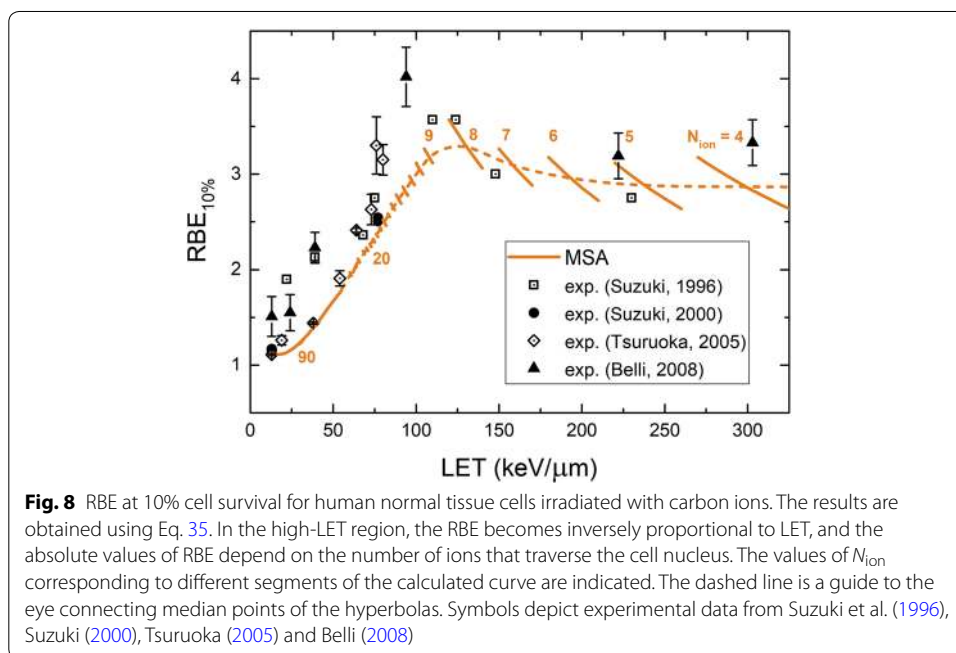 4
3
2
1
RBE10%
9
8
7
6
5
Nion = 4
20
90
MSA
exp. (Suzuki, 1996)
exp. (Suzuki, 2000)
exp. (Tsuruoka, 2005)
exp. (Belli, 2008)
0 50 100 150 200 250 300
LET (keV/μm)
Fig. 8 RBE at 10% cell survival for human normal tissue cells irradiated with carbon ions. The results are
obtained using Eq. 35. In the high-LET region, the RBE becomes inversely proportional to LET, and the
absolute values of RBE depend on the number of ions that traverse the cell nucleus. The values of Nion
corresponding to different segments of the calculated curve are indicated. The dashed line is a guide to the
eye connecting median points of the hyperbolas. Symbols depict experimental data from Suzuki et al. (1996),
Suzuki (2000), Tsuruoka (2005) and Belli (2008)